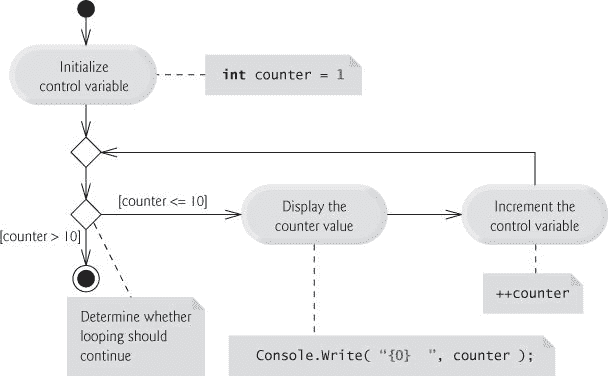 Initialize
control variable
int counter = 1
[counter <= 10]
Display the
counter value
Increment the
control variable
[counter > 10]
++counter
Determine whether
looping should
continue
Console.Write( “{0}  ”, counter );